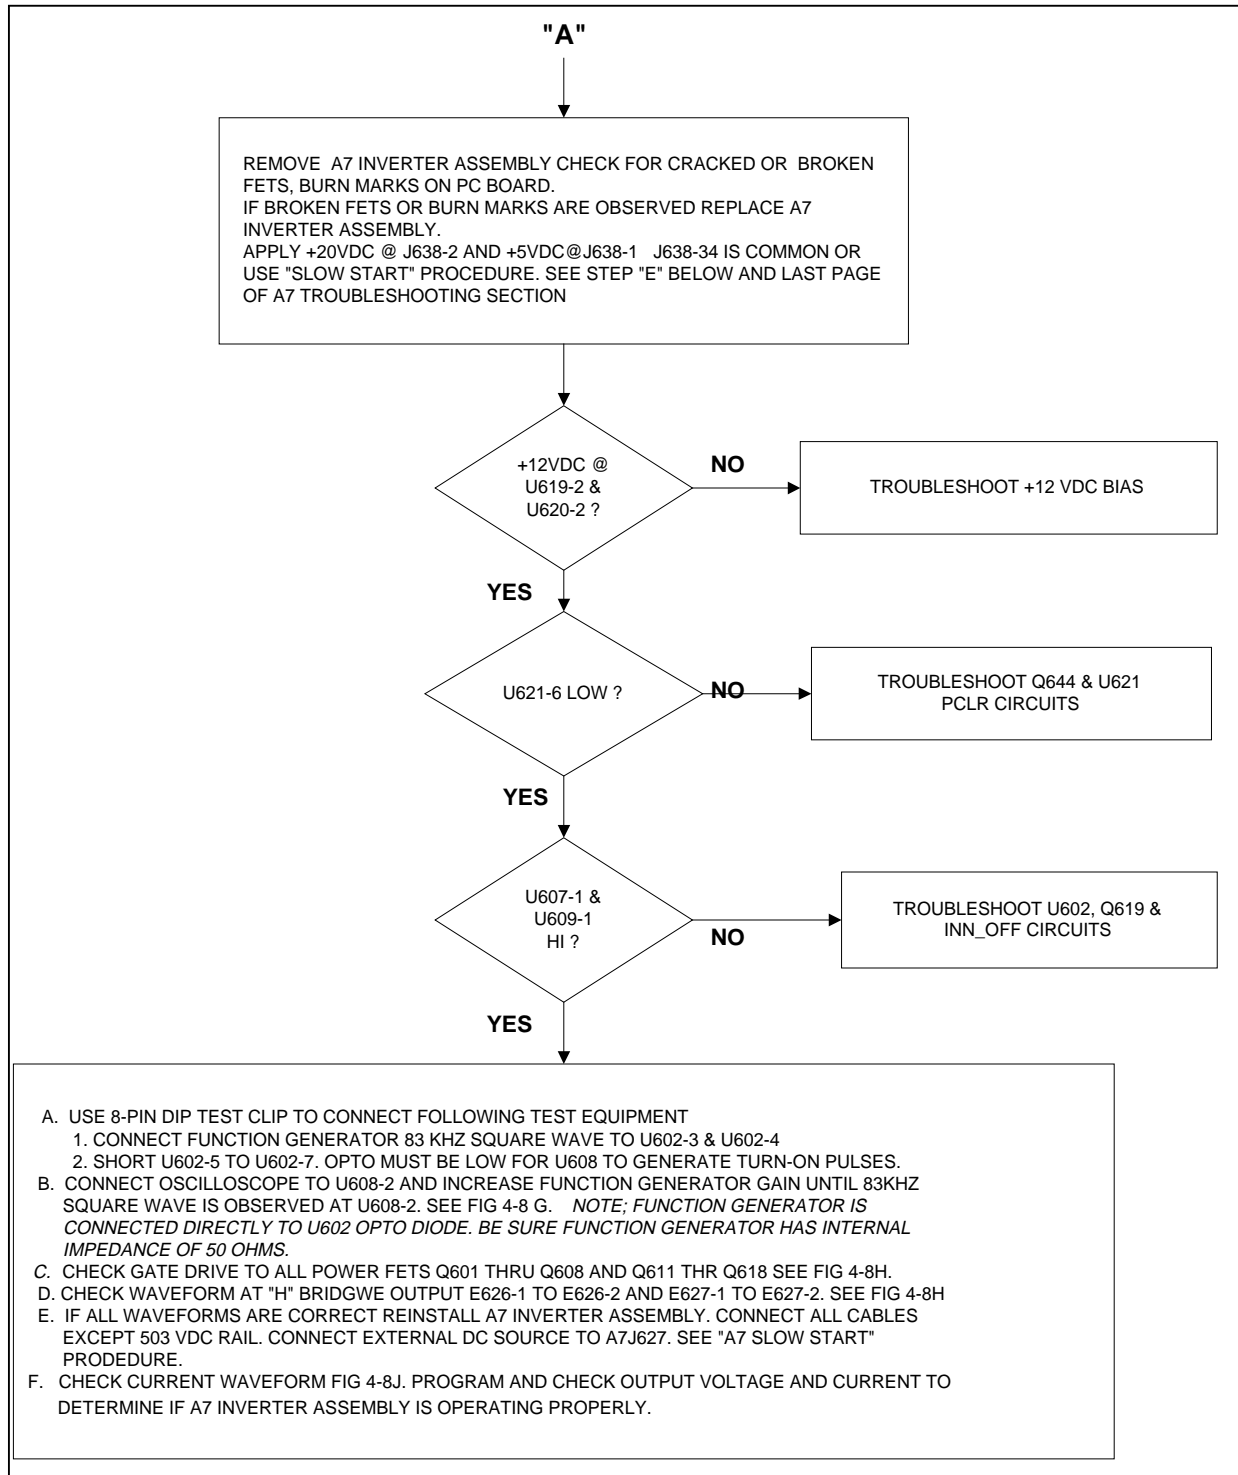 "A"
REMOVE A7 INVERTER ASSEMBLY CHECK FOR CRACKED OR BROKEN
FETS, BURN MARKS ON PC BOARD.
IF BROKEN FETS OR BURN MARKS ARE OBSERVED REPLACE A7
INVERTER ASSEMBLY.
APPLY +20VDC @ J638-2 AND +5VDC@J638-1 J638-34 IS COMMON OR
USE "SLOW START" PROCEDURE. SEE STEP "E" BELOW AND LAST PAGE
OF A7 TROUBLESHOOTING SECTION
+12VDC @
U619-2 &
U620-2 ?
NO
TROUBLESHOOT +12 VDC BIAS
YES
U621-6 LOW ?
NO
TROUBLESHOOT Q644 & U621
PCLR CIRCUITS
YES
U607-1 &
U609-1
HI ?
NO
TROUBLESHOOT U602, Q619 &
INN_OFF CIRCUITS
YES
A. USE 8-PIN DIP TEST CLIP TO CONNECT FOLLOWING TEST EQUIPMENT
1. CONNECT FUNCTION GENERATOR 83 KHZ SQUARE WAVE TO U602-3 & U602-4
2. SHORT U602-5 TO U602-7. OPTO MUST BE LOW FOR U608 TO GENERATE TURN-ON PULSES.
B. CONNECT OSCILLOSCOPE TO U608-2 AND INCREASE FUNCTION GENERATOR GAIN UNTIL 83KHZ
SQUARE WAVE IS OBSERVED AT U608-2. SEE FIG 4-8 G. NOTE; FUNCTION GENERATOR IS
CONNECTED DIRECTLY TO U602 OPTO DIODE. BE SURE FUNCTION GENERATOR HAS INTERNAL
IMPEDANCE OF 50 OHMS.
C. CHECK GATE DRIVE TO ALL POWER FETS Q601 THRU Q608 AND Q611 THR Q618 SEE FIG 4-8H.
D. CHECK WAVEFORM AT "H" BRIDGWE OUTPUT E626-1 TO E626-2 AND E627-1 TO E627-2. SEE FIG 4-8H
E. IF ALL WAVEFORMS ARE CORRECT REINSTALL A7 INVERTER ASSEMBLY. CONNECT ALL CABLES
EXCEPT 503 VDC RAIL. CONNECT EXTERNAL DC SOURCE TO A7J627. SEE "A7 SLOW START"
PRODEDURE.
F. CHECK CURRENT WAVEFORM FIG 4-8J. PROGRAM AND CHECK OUTPUT VOLTAGE AND CURRENT TO
DETERMINE IF A7 INVERTER ASSEMBLY IS OPERATING PROPERLY.